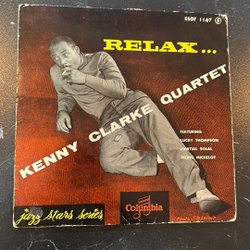 ESDF 1167
RELAX...
KENNY CLARKE QUARTET
FEATURING
LUCKY THOMPSON
MARTIAL SOLAL
PIERRE MICHELOT
jazz stars series
Columbia